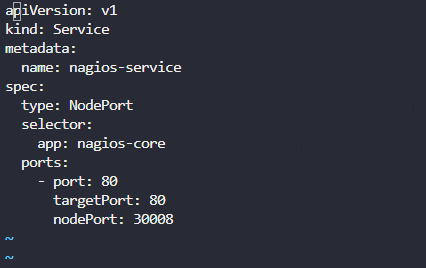 apiVersion: v1
kind: Service
metadata:
  name: nagios-service
spec:
  type: NodePort
  selector:
    app: nagios-core
  ports:
    - port: 80
      targetPort: 80
      nodePort: 30008
~
~